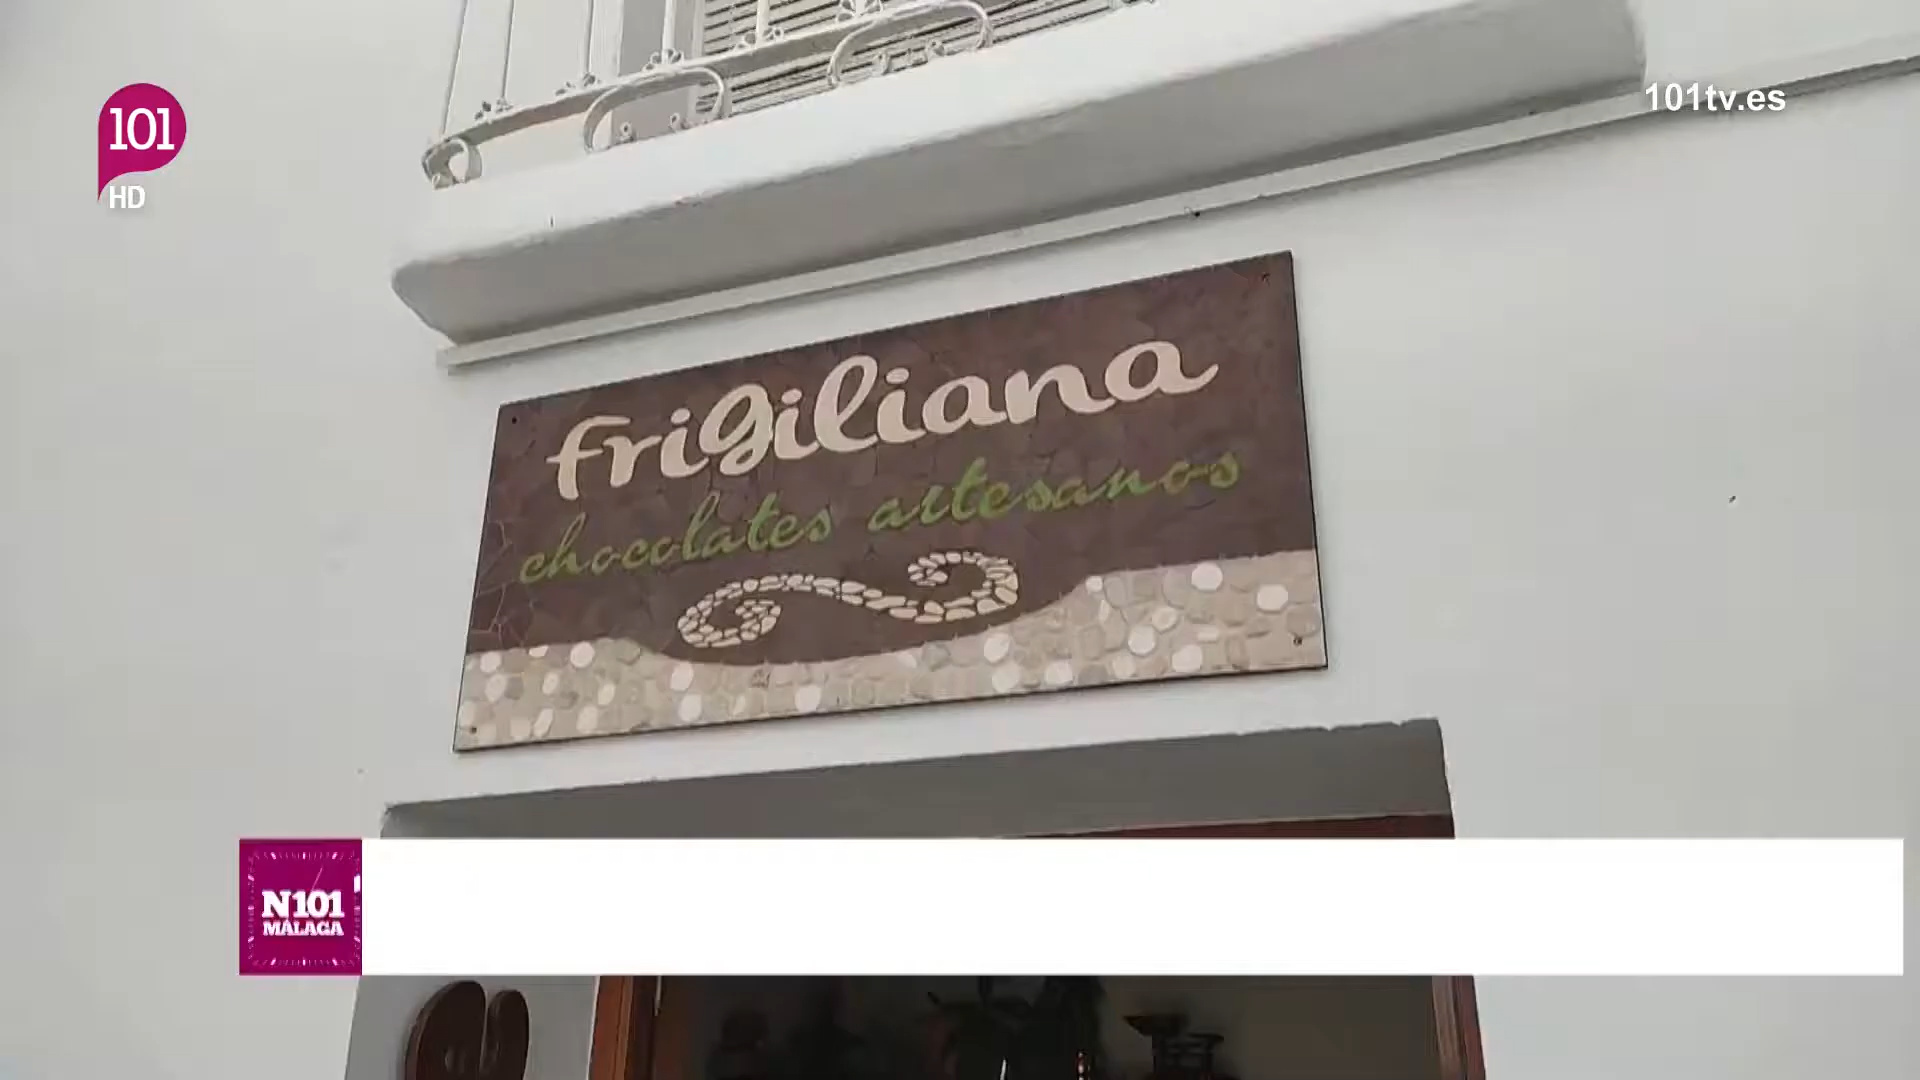 101
HD
101tv.es
frigiliana
chocolates artesanos
N101
MÁLAGA